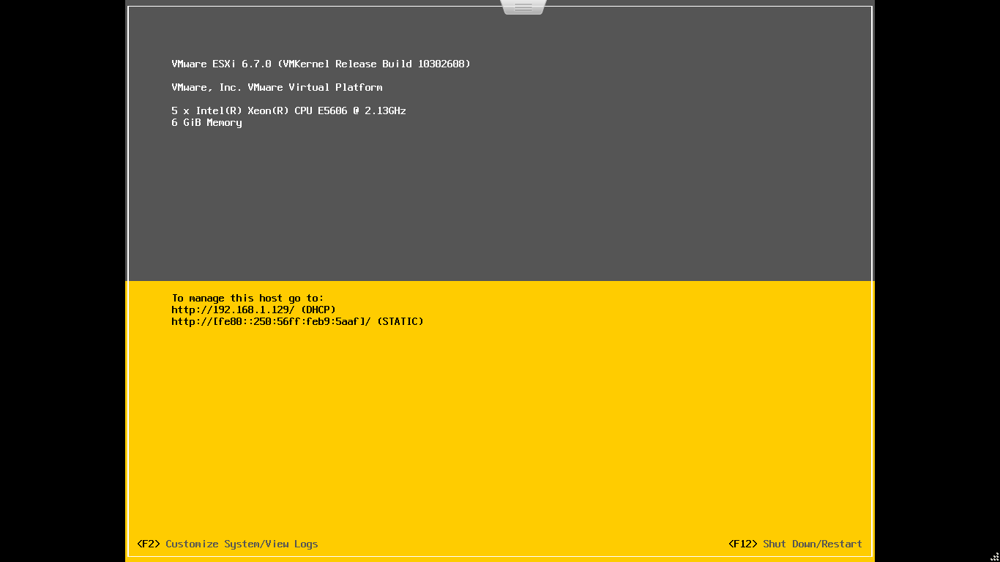 VMware ESXi 6.7.0 (VMKernel Release Build 10302608)
VMware, Inc. VMware Virtual Platform
5 x Intel(R) Xeon(R) CPU E5606 @ 2.13GHz
6 GiB Memory
To manage this host go to:
http://192.168.1.129/ (DHCP)
http://[fe80::250:56ff:feb9:5aaf]/ (STATIC)
<F2> Customize System/View Logs
<F12> Shut Down/Restart